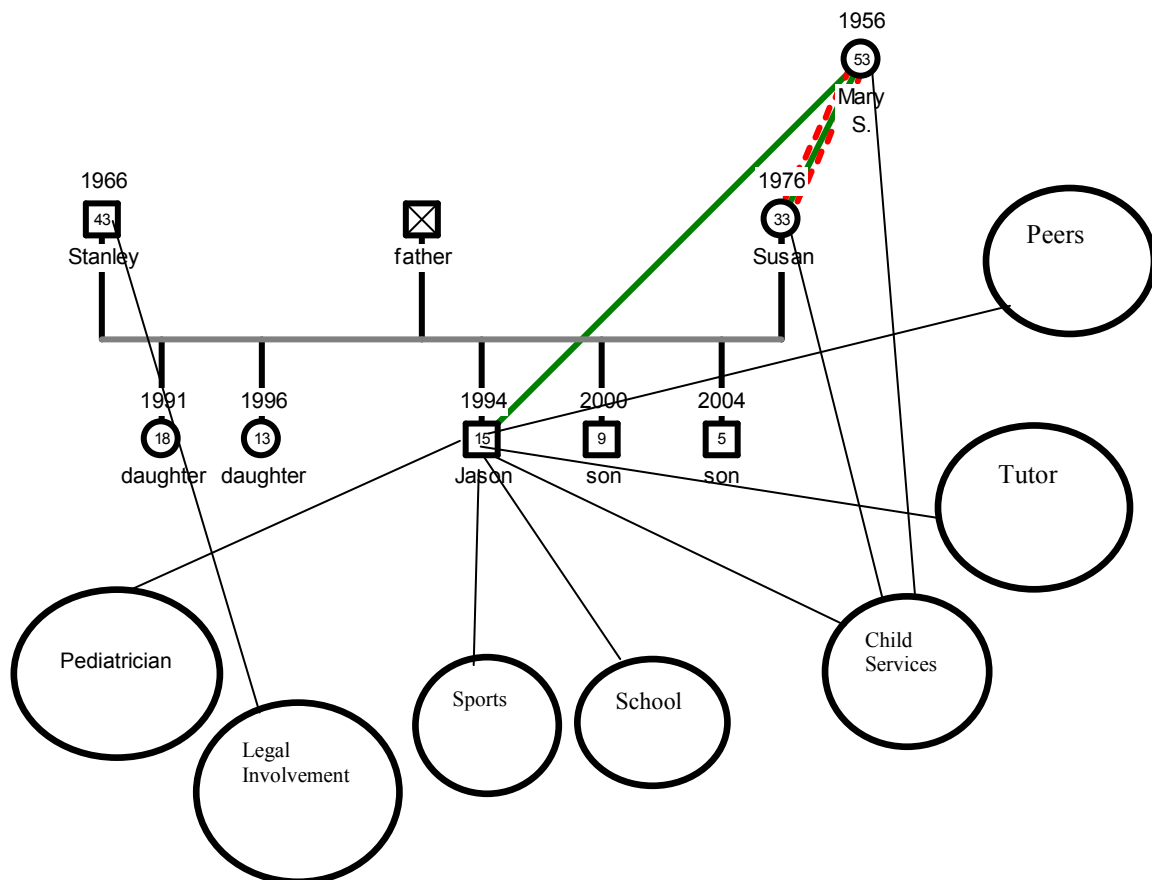 1956
53
Mary
S.
1966
1976
43
33
Stanley
father
Susan
Peers
1991
1996
1994
2000
2004
18
13
15
9
5
daughter
daughter
Jason
son
son
Tutor
Pediatrician
Sports
School
Child
Services
Legal
Involvement